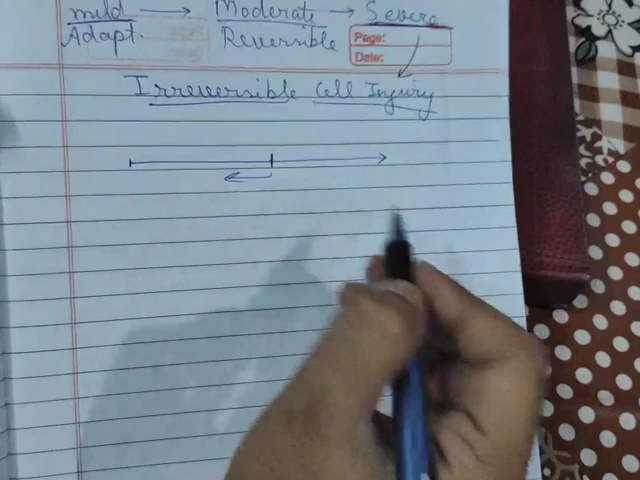 mild → Moderate → Severe
Adapt. Reversible
Page:
Date:
Irreversible Cell Injury